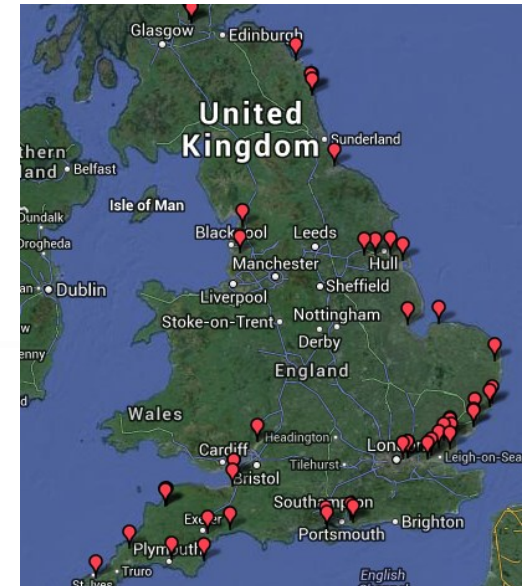 Glasgow
Edinburgh
United
Kingdom
Sunderland
thern
land
Belfast
Isle of Man
Dundalk
Drogheda
Blackpool
Leeds
Hull
Manchester
Dublin
Liverpool
Sheffield
Stoke-on-Trent
Nottingham
Derby
England
Wales
Headington
Cardiff
London
Leigh-on-Sea
Tilehurst
Bristol
Southampton
Exeter
Portsmouth
Brighton
Plymouth
Truro
St. Ives
English